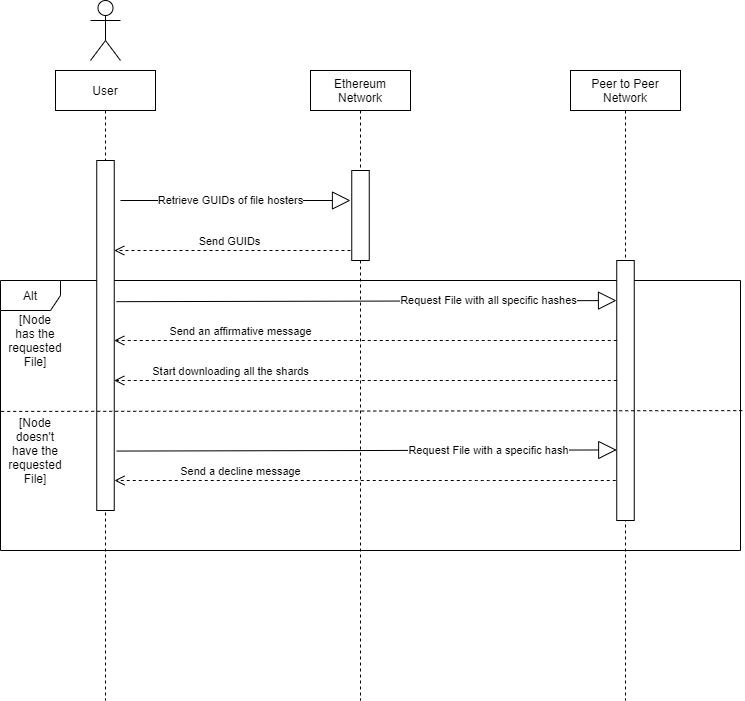 User
Ethereum
Network
Peer to Peer
Network
Retrieve GUIDs of file hosters
Send GUIDs
Alt
[Node
has the
requested
File]
Request File with all specific hashes
Send an affirmative message
Start downloading all the shards
[Node
doesn't
have the
requested
File]
Request File with a specific hash
Send a decline message